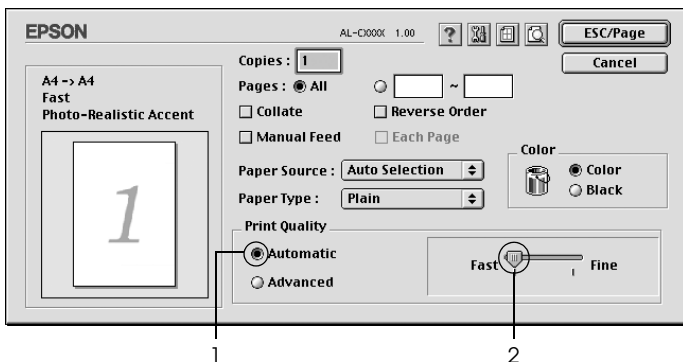 EPSON
AL-CXXXX 1.00
ESC/Page
Cancel
Copies : 1
Pages : All ~
Collate Reverse Order
Manual Feed Each Page
A4 -> A4
Fast
Photo-Realistic Accent
1
Paper Source : Auto Selection
Paper Type : Plain
Color
Color
Black
Print Quality
Automatic
Advanced
Fast Fine
1 2